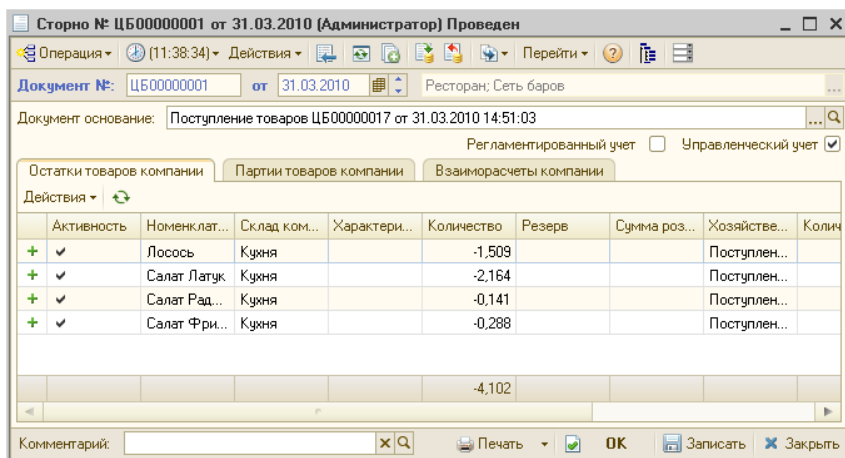 Сторно № ЦБ00000001 от 31.03.2010 (Администратор) Проведен
Операция (11:38:34) Действия Перейти
Документ №: ЦБ00000001 от 31.03.2010 Ресторан; Сеть баров ...
Документ основание: Поступление товаров ЦБ00000017 от 31.03.2010 14:51:03 ...
Регламентированный учет Управленческий учет
Остатки товаров компании Партии товаров компании Взаиморасчеты компании
Действия
Активность Номенклат... Склад ком... Характери... Количество Резерв Сумма роз... Хозяйстве... Колич
Лосось Кухня -1,509 Поступлен...
Салат Латук Кухня -2,164 Поступлен...
Салат Рад... Кухня -0,141 Поступлен...
Салат Фри... Кухня -0,288 Поступлен...
-4,102
Комментарий: Печать OK Записать Закрыть